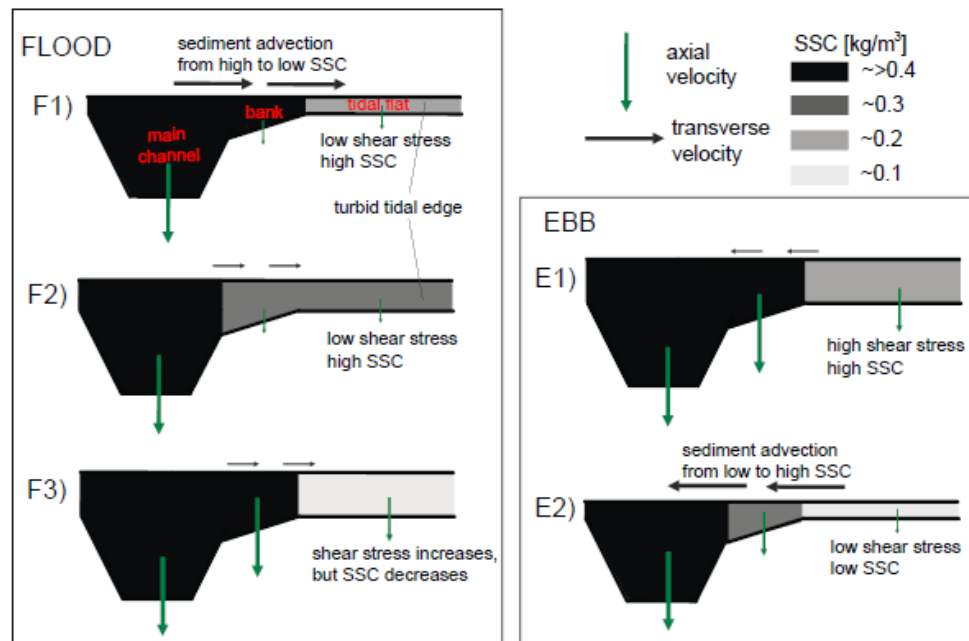 FLOOD
sediment advection
from high to low SSC
F1)
main
channel
bank
tidal flat
low shear stress
high SSC
turbid tidal edge
F2)
low shear stress
high SSC
F3)
shear stress increases,
but SSC decreases
axial
velocity
transverse
velocity
SSC [kg/m³]
~>0.4
~0.3
~0.2
~0.1
EBB
E1)
high shear stress
high SSC
sediment advection
from low to high SSC
E2)
low shear stress
low SSC